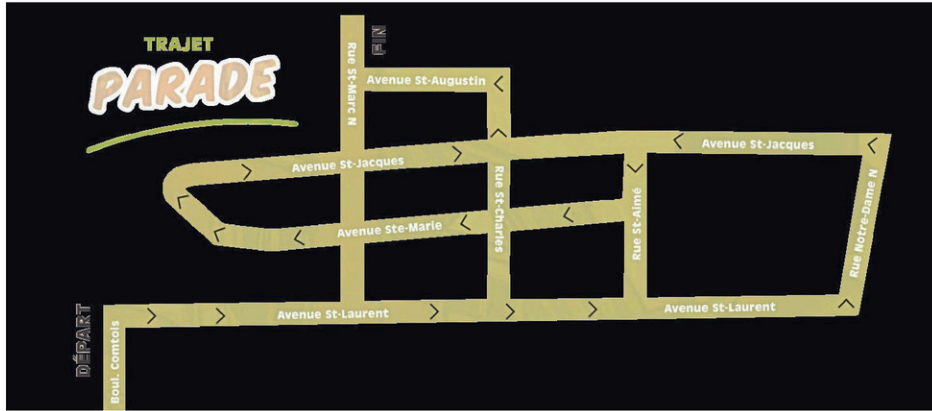 TRAJET
PARADE
Rue St-Marc N
FIN
Avenue St-Augustin
Avenue St-Jacques
Avenue St-Jacques
Rue St-Charles
Rue St-Aimé
Rue Notre-Dame N
Avenue Ste-Marie
DÉPART
Boul. Comtois
Avenue St-Laurent
Avenue St-Laurent